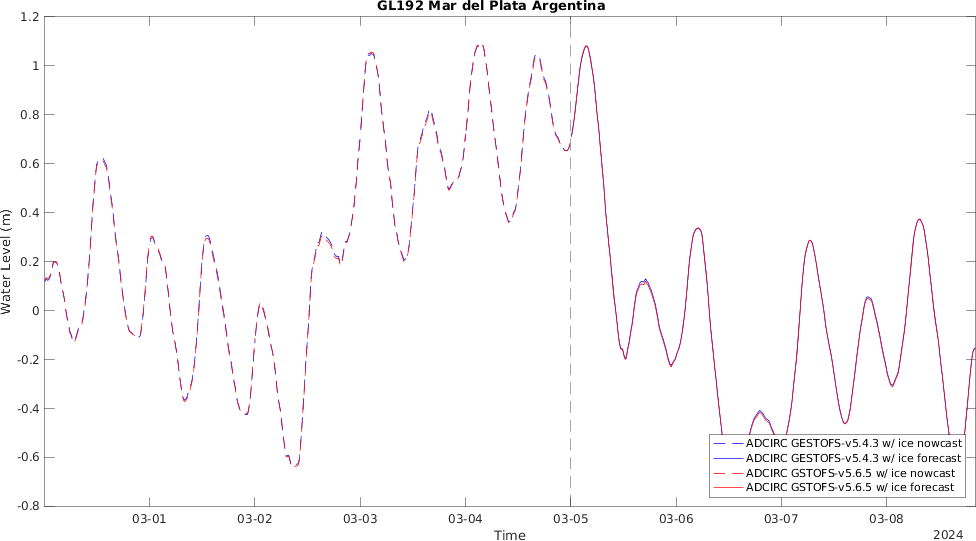 GL192 Mar del Plata Argentina
1.2
1
0.8
0.6
0.4
0.2
0
-0.2
-0.4
-0.6
-0.8
Water Level (m)
ADCIRC GESTOFS-v5.4.3 w/ ice nowcast
ADCIRC GESTOFS-v5.4.3 w/ ice forecast
ADCIRC GSTOFS-v5.6.5 w/ ice nowcast
ADCIRC GSTOFS-v5.6.5 w/ ice forecast
03-01 03-02 03-03 03-04 03-05 03-06 03-07 03-08
Time
2024